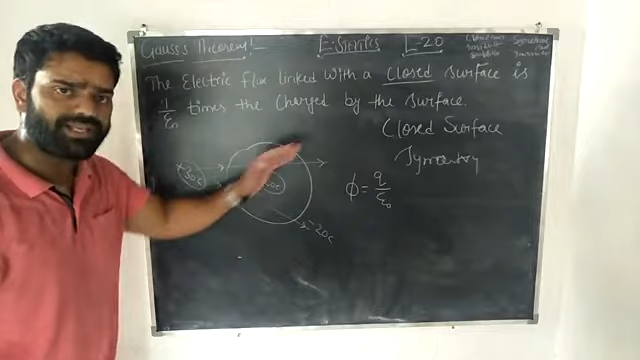 Gauss's Theorem:- E-Statics L-20
The Electric Flux linked with a closed surface is
1/ε₀ times the charged by the surface.
Closed Surface
Symmetry
+30C
ϕ = q/ε₀
-20C